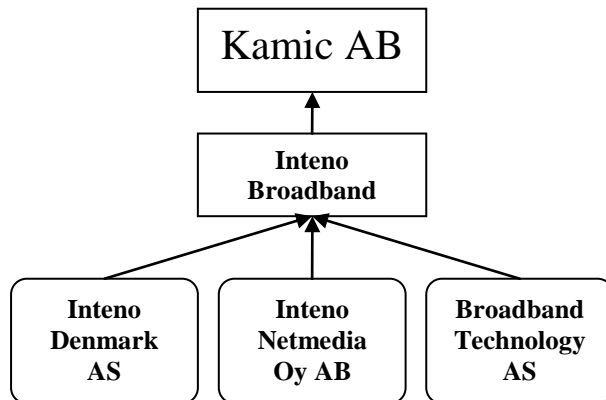 Kamic AB
Inteno
Broadband
Inteno
Denmark
AS
Inteno
Netmedia
Oy AB
Broadband
Technology
AS